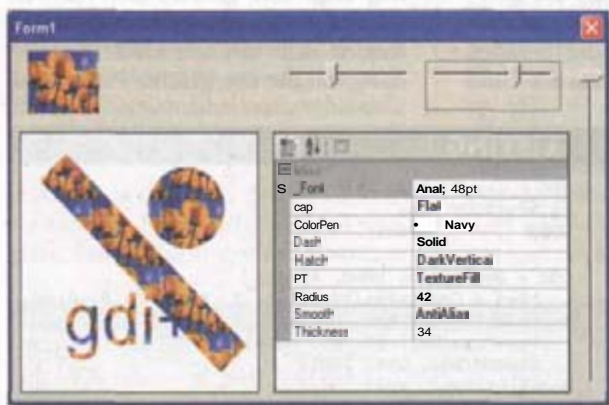 Form1
_Font Anal; 48pt
cap Flat
ColorPen Navy
Dash Solid
Hatch DarkVertical
PT TextureFill
Radius 42
Smooth AntiAlias
Thickness 34
gdi+